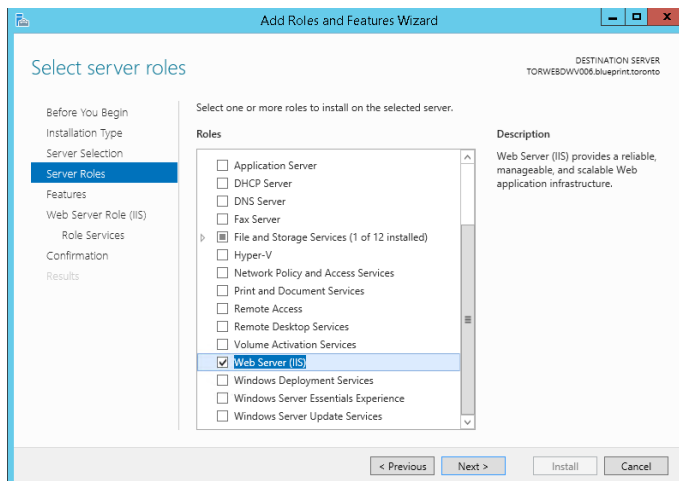 Add Roles and Features Wizard
Select server roles
DESTINATION SERVER
TORWEBDWV006.blueprint.toronto
Before You Begin
Installation Type
Server Selection
Server Roles
Features
Web Server Role (IIS)
Role Services
Confirmation
Results
Select one or more roles to install on the selected server.
Roles
Application Server
DHCP Server
DNS Server
Fax Server
File and Storage Services (1 of 12 installed)
Hyper-V
Network Policy and Access Services
Print and Document Services
Remote Access
Remote Desktop Services
Volume Activation Services
Web Server (IIS)
Windows Deployment Services
Windows Server Essentials Experience
Windows Server Update Services
Description
Web Server (IIS) provides a reliable,
manageable, and scalable Web
application infrastructure.
< Previous
Next >
Install
Cancel